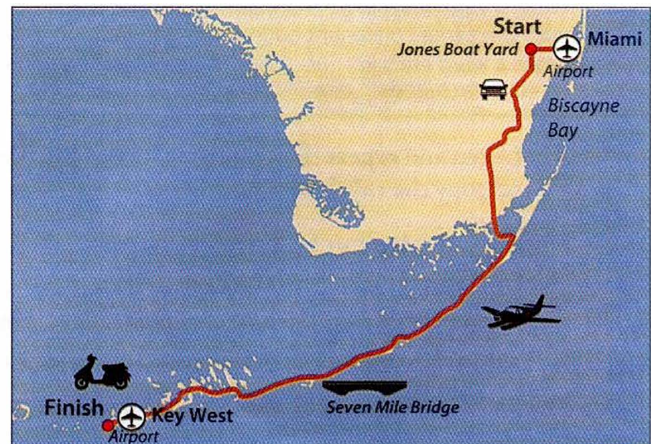 Start
Jones Boat Yard
Miami
Airport
Biscayne
Bay
Seven Mile Bridge
Finish
Key West
Airport